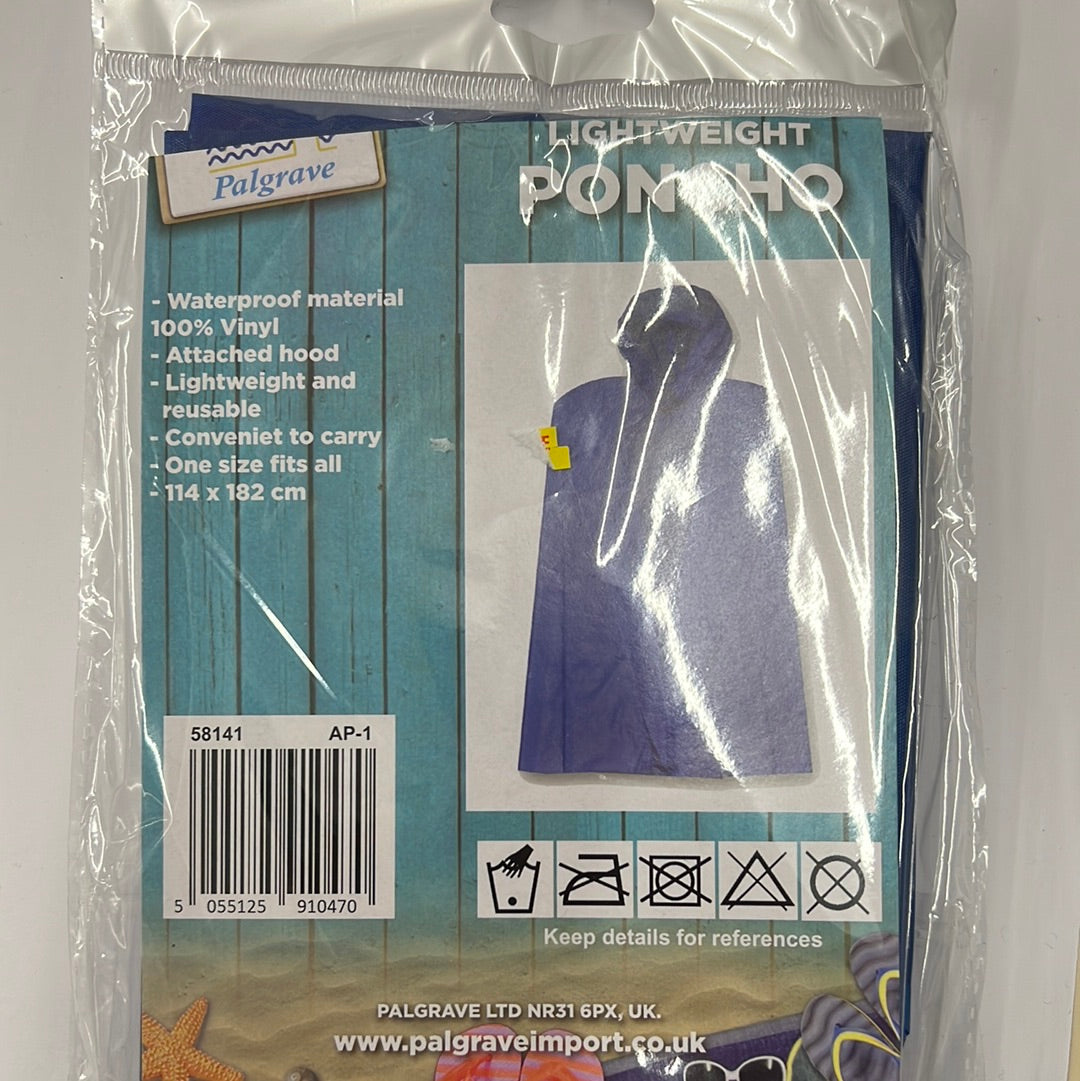 Palgrave
LIGHTWEIGHT
PONCHO
- Waterproof material
100% Vinyl
- Attached hood
- Lightweight and
reusable
- Conveniet to carry
- One size fits all
- 114 x 182 cm
58141 AP-1
5 055125 910470
Keep details for references
PALGRAVE LTD NR31 6PX, UK.
www.palgraveimport.co.uk